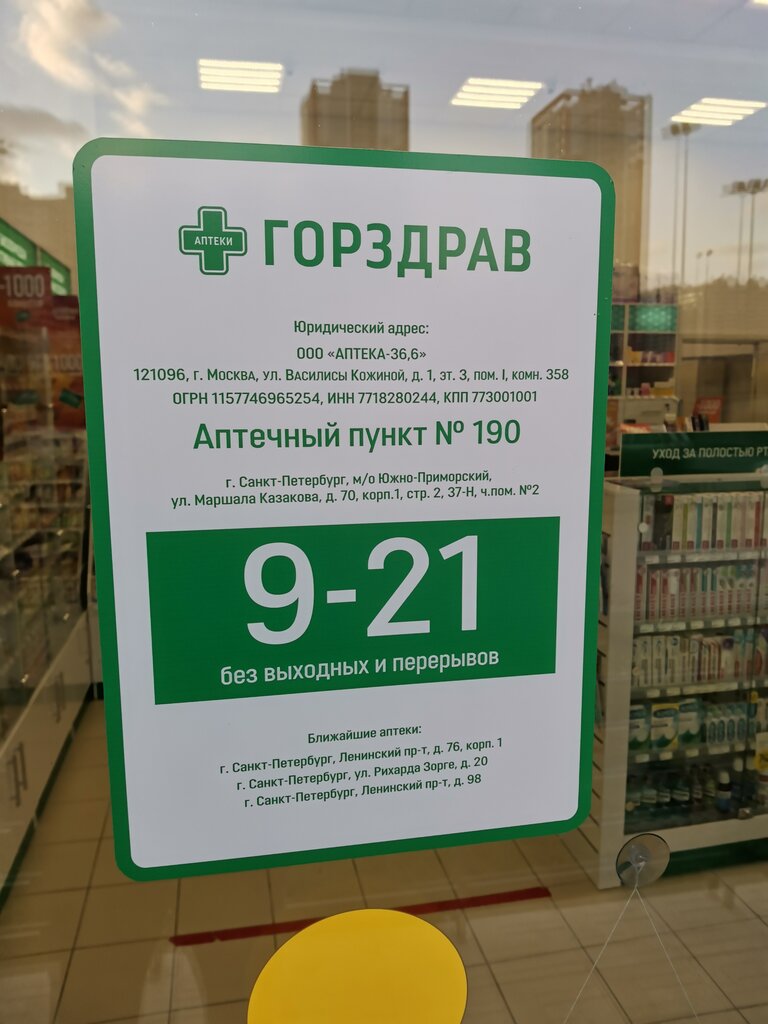 АПТЕКИ ГОРЗДРАВ
Юридический адрес:
ООО «АПТЕКА-36,6»
121096, г. Москва, ул. Василисы Кожиной, д. 1, эт. 3, пом. I, комн. 358
ОГРН 1157746965254, ИНН 7718280244, КПП 773001001
Аптечный пункт № 190
г. Санкт-Петербург, м/о Южно-Приморский,
ул. Маршала Казакова, д. 70, корп.1, стр. 2, 37-Н, ч.пом. №2
9-21
без выходных и перерывов
Ближайшие аптеки:
г. Санкт-Петербург, Ленинский пр-т, д. 76, корп. 1
г. Санкт-Петербург, ул. Рихарда Зорге, д. 20
г. Санкт-Петербург, Ленинский пр-т, д. 98
-1000
УХОД ЗА ПОЛОСТЬЮ РТ